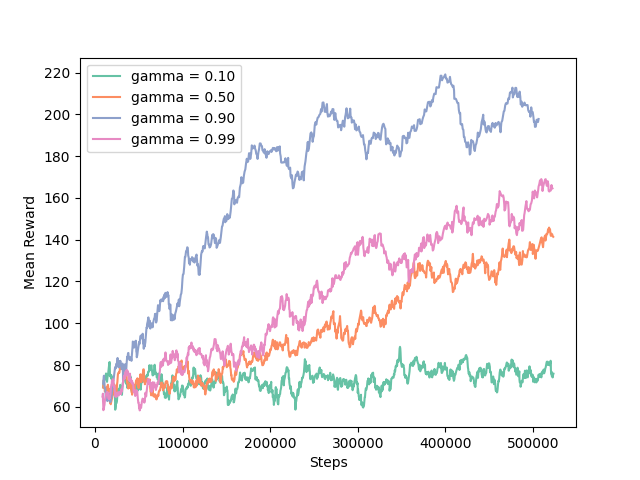 gamma = 0.10
gamma = 0.50
gamma = 0.90
gamma = 0.99
220
200
180
160
140
120
100
80
60
Mean Reward
0 100000 200000 300000 400000 500000
Steps